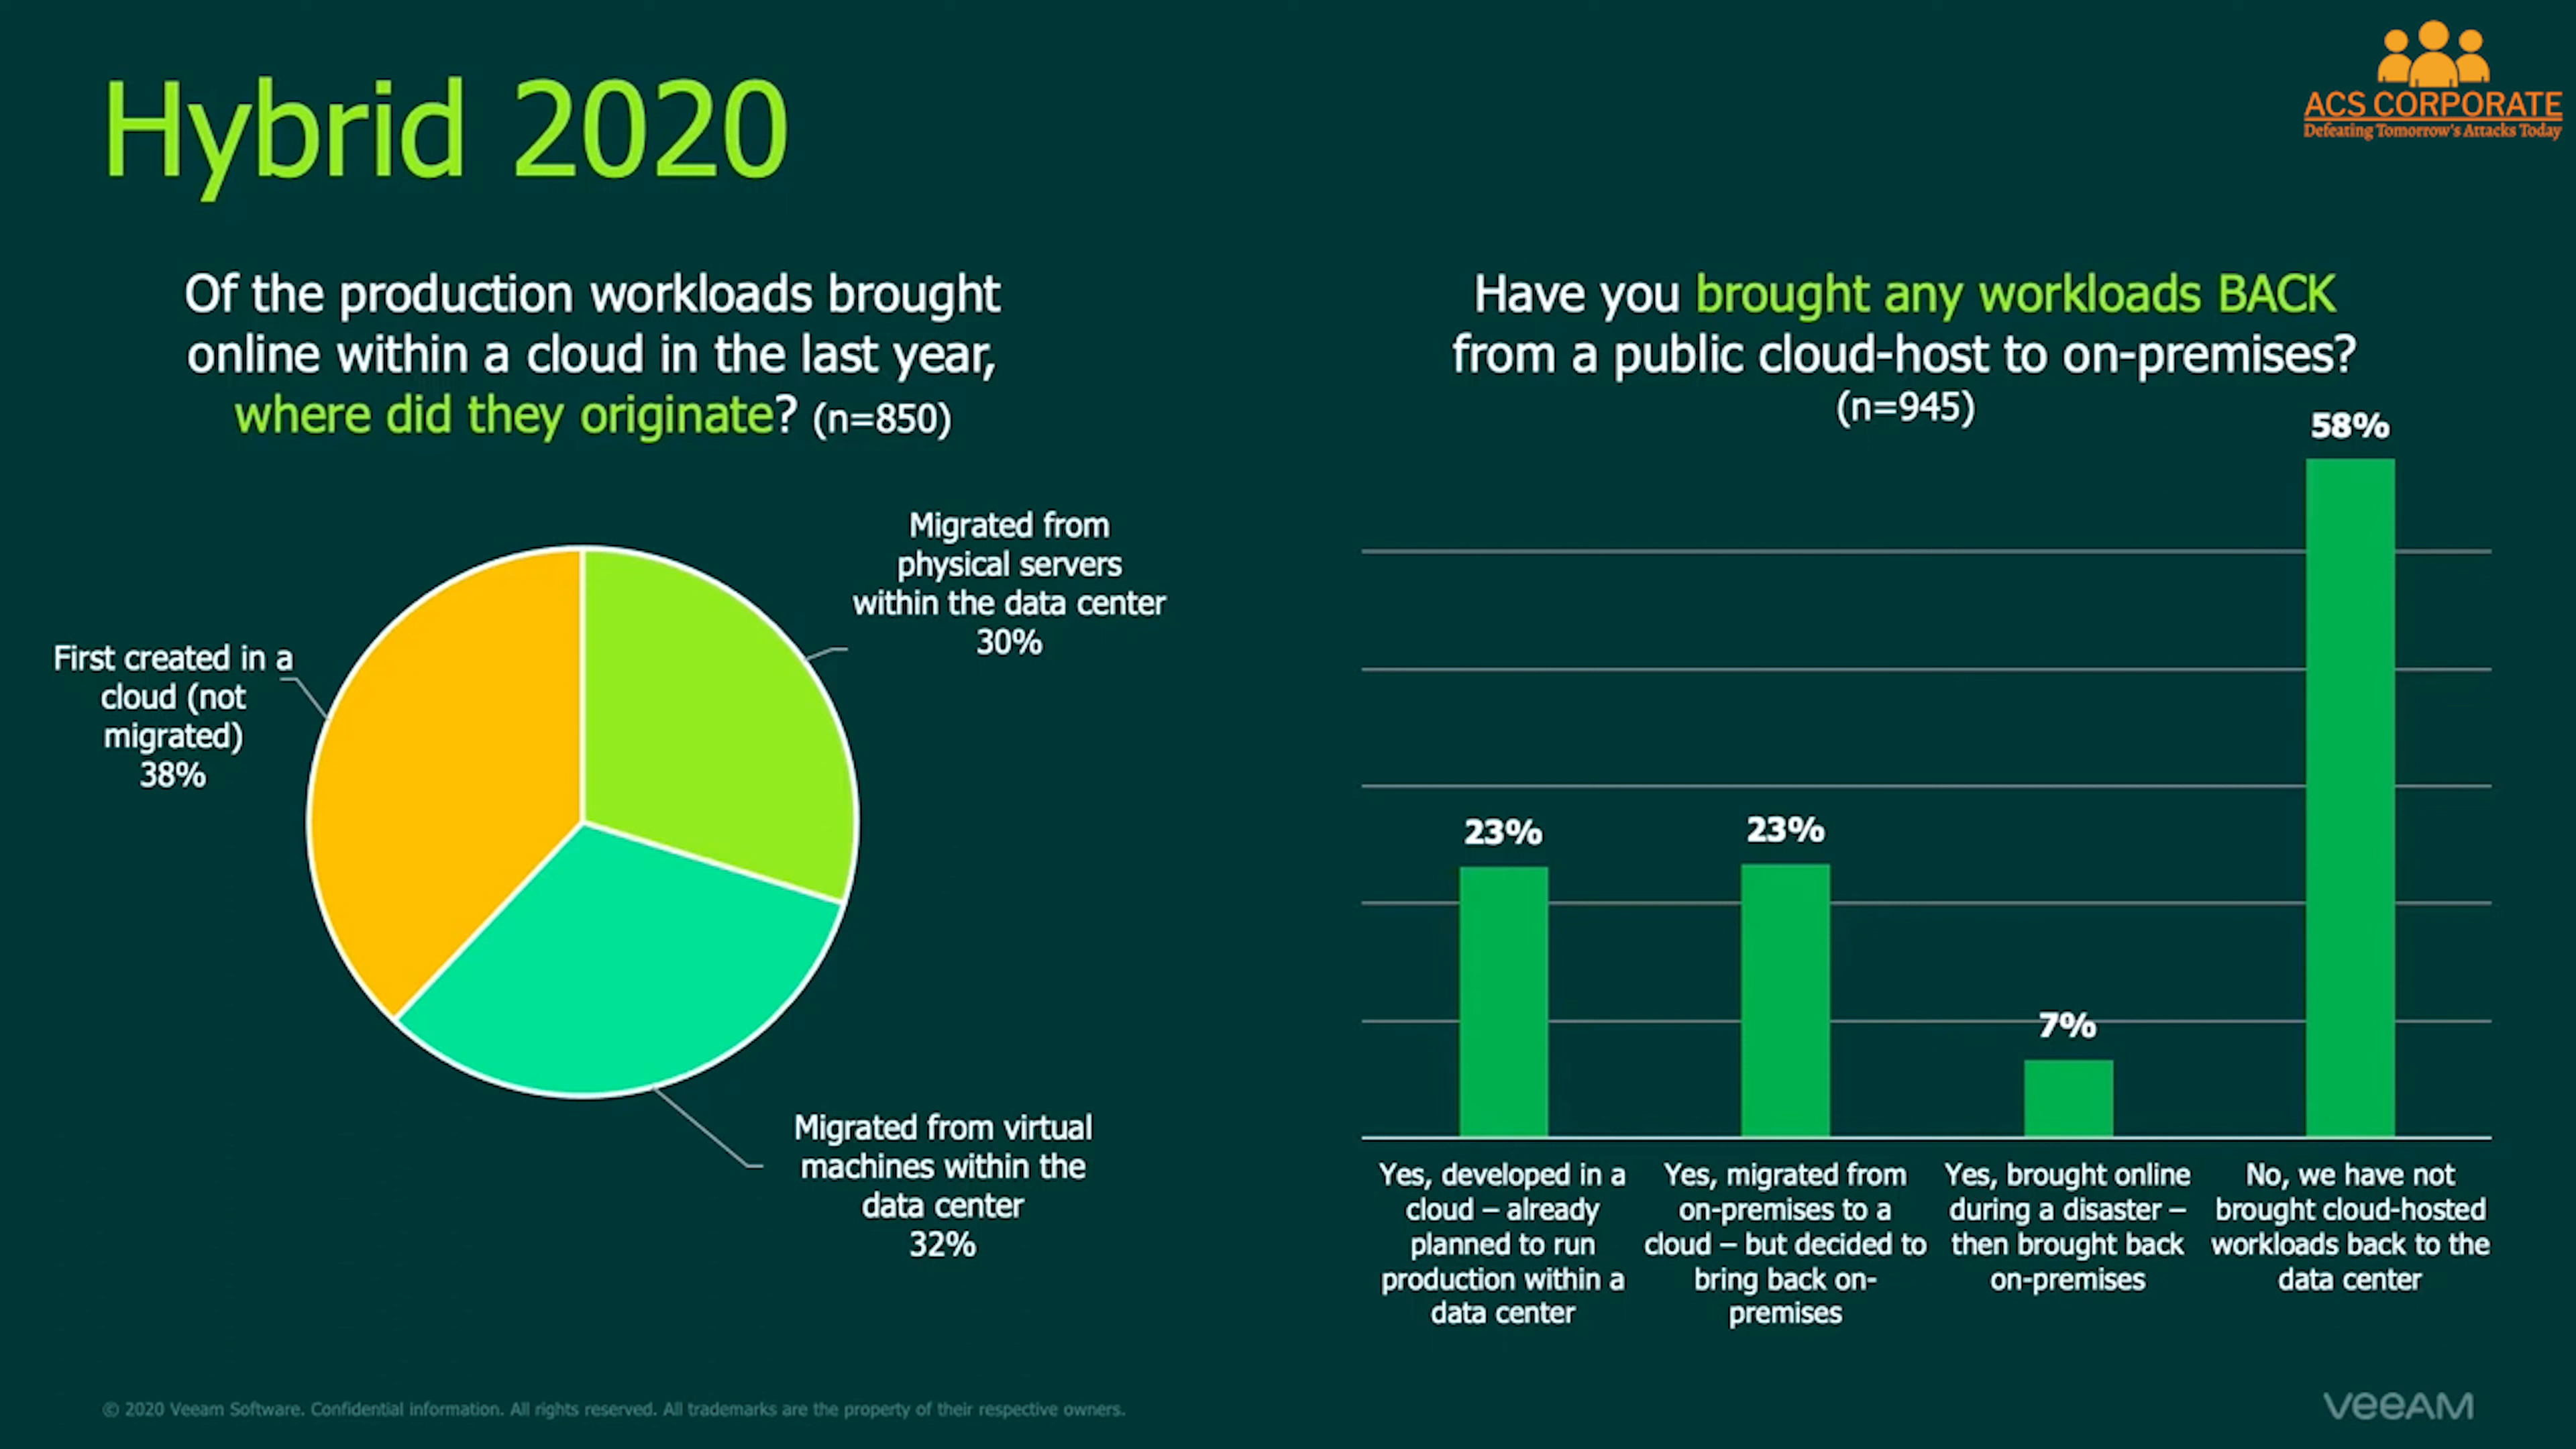 Hybrid 2020
ACS CORPORATE
Defeating Tomorrow's Attacks Today
Of the production workloads brought
online within a cloud in the last year,
where did they originate? (n=850)
Migrated from
physical servers
within the data center
30%
First created in a
cloud (not
migrated)
38%
Migrated from virtual
machines within the
data center
32%
Have you brought any workloads BACK
from a public cloud-host to on-premises?
(n=945)
23%
23%
7%
58%
Yes, developed in a
cloud – already
planned to run
production within a
data center
Yes, migrated from
on-premises to a
cloud – but decided to
bring back on-
premises
Yes, brought online
during a disaster –
then brought back
on-premises
No, we have not
brought cloud-hosted
workloads back to the
data center
© 2020 Veeam Software. Confidential information. All rights reserved. All trademarks are the property of their respective owners.
veeAM